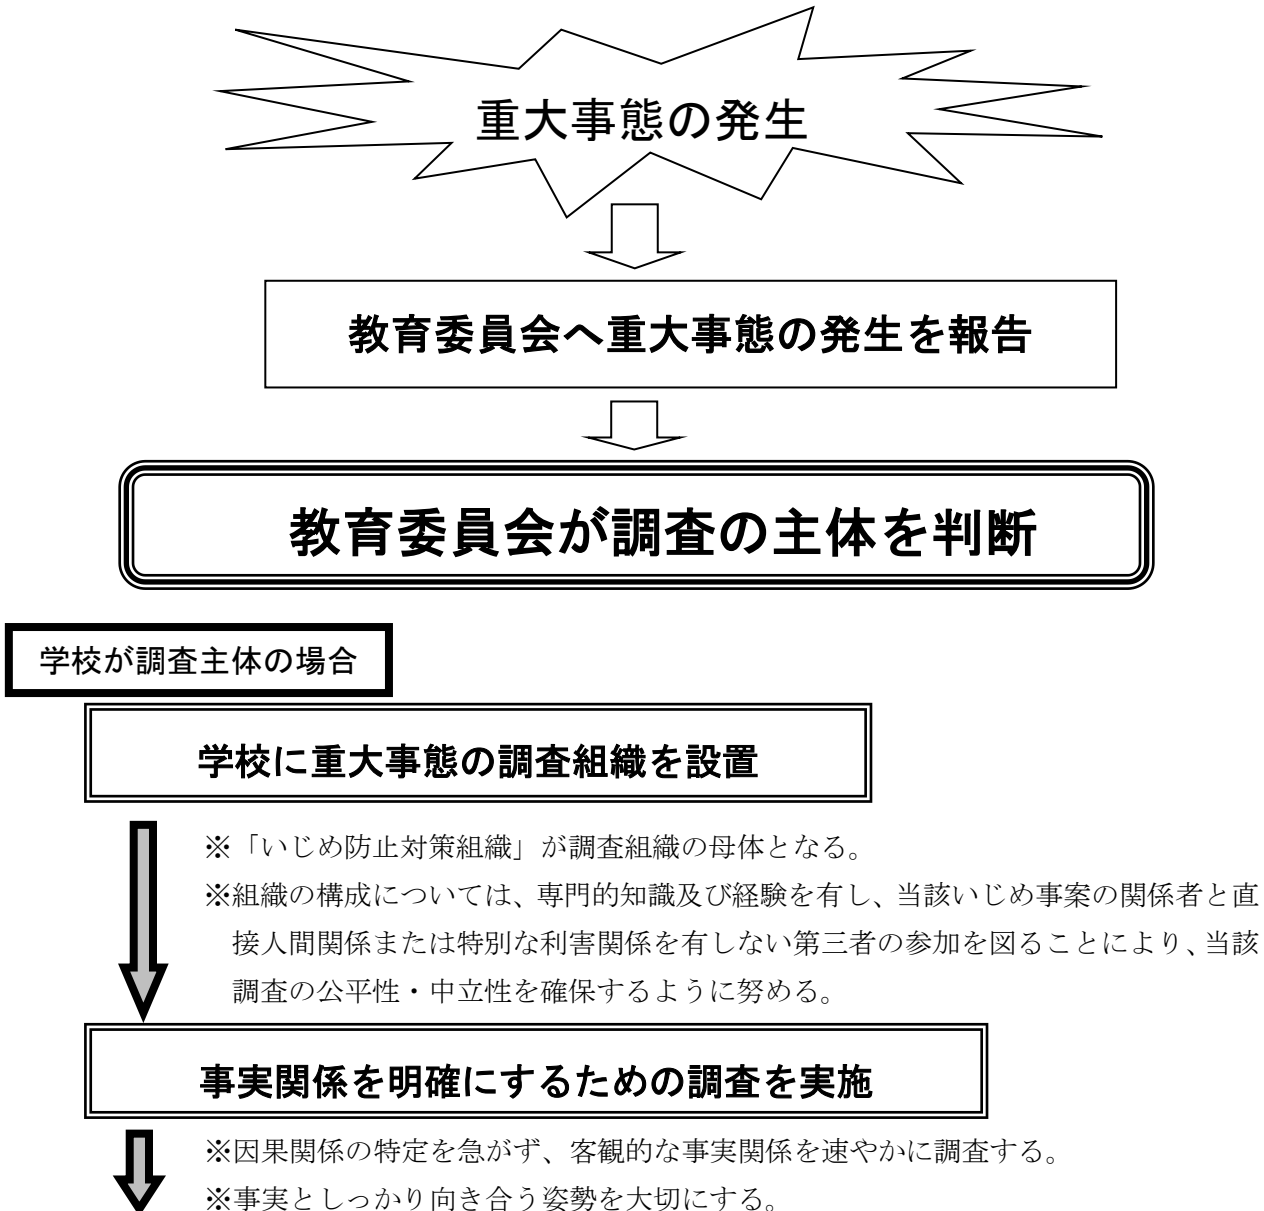 重大事態の発生
教育委員会へ重大事態の発生を報告
教育委員会が調査の主体を判断
学校が調査主体の場合
学校に重大事態の調査組織を設置
※「いじめ防止対策組織」が調査組織の母体となる。
※組織の構成については、専門的知識及び経験を有し、当該いじめ事案の関係者と直
接人間関係または特別な利害関係を有しない第三者の参加を図ることにより、当該
調査の公平性・中立性を確保するように努める。
事実関係を明確にするための調査を実施
※因果関係の特定を急がず、客観的な事実関係を速やかに調査する。
※事実としっかり向き合う姿勢を大切にする。